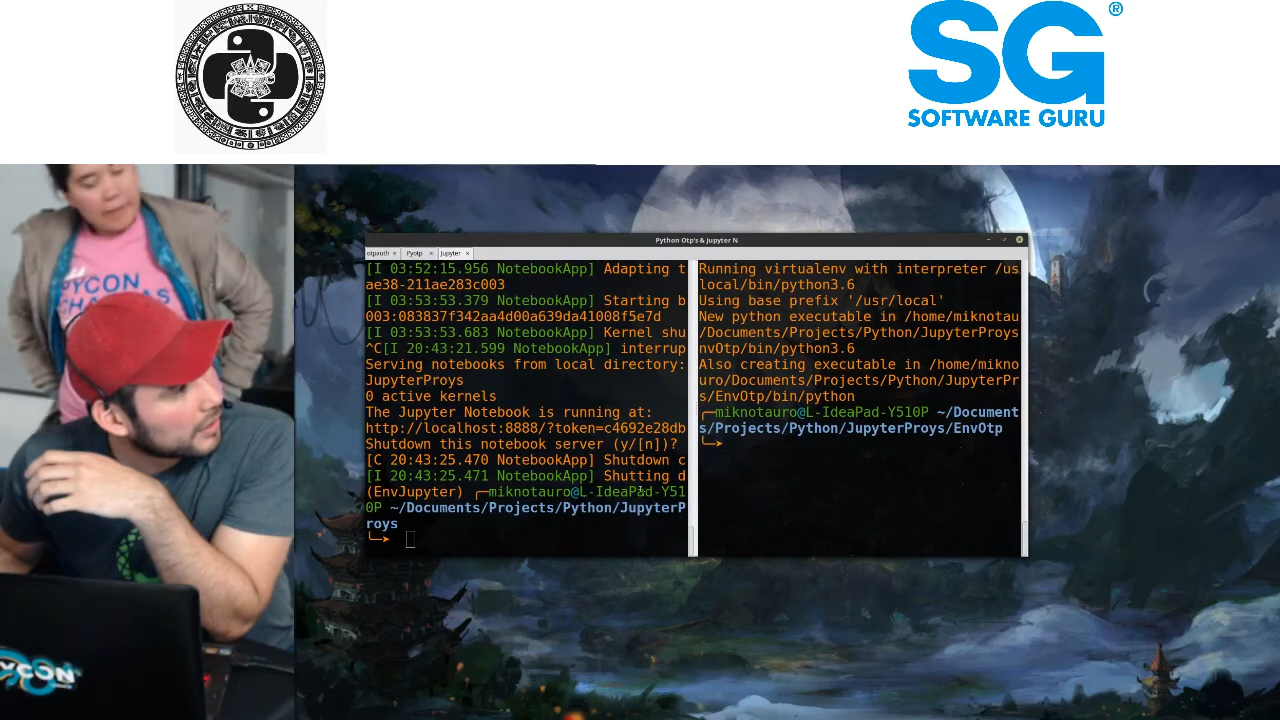 SG®
SOFTWARE GURU
PYCON
Python Otp's & Jupyter N
otpauth × Pyotp × Jupyter ×
[I 03:52:15.956 NotebookApp] Adapting t
ae38-211ae283c003
[I 03:53:53.379 NotebookApp] Starting b
003:083837f342aa4d00a639da41008f5e7d
[I 03:53:53.683 NotebookApp] Kernel shu
^C[I 20:43:21.599 NotebookApp] interrup
Serving notebooks from local directory:
JupyterProys
0 active kernels
The Jupyter Notebook is running at:
http://localhost:8888/?token=c4692e28db
Shutdown this notebook server (y/[n])?
[C 20:43:25.470 NotebookApp] Shutdown c
[I 20:43:25.471 NotebookApp] Shutting d
(EnvJupyter) ╭─miknotauro@L-IdeaPad-Y51
0P ~/Documents/Projects/Python/JupyterP
roys
╰─➤
Running virtualenv with interpreter /us
local/bin/python3.6
Using base prefix '/usr/local'
New python executable in /home/miknotau
/Documents/Projects/Python/JupyterProys
nvOtp/bin/python3.6
Also creating executable in /home/mikno
uro/Documents/Projects/Python/JupyterPr
s/EnvOtp/bin/python
╭─miknotauro@L-IdeaPad-Y510P ~/Document
s/Projects/Python/JupyterProys/EnvOtp
╰─➤
YCON